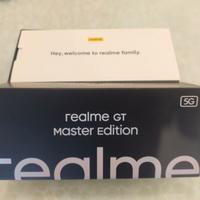 realme
Hey, welcome to realme family.
realme GT
Master Edition
5G
realme